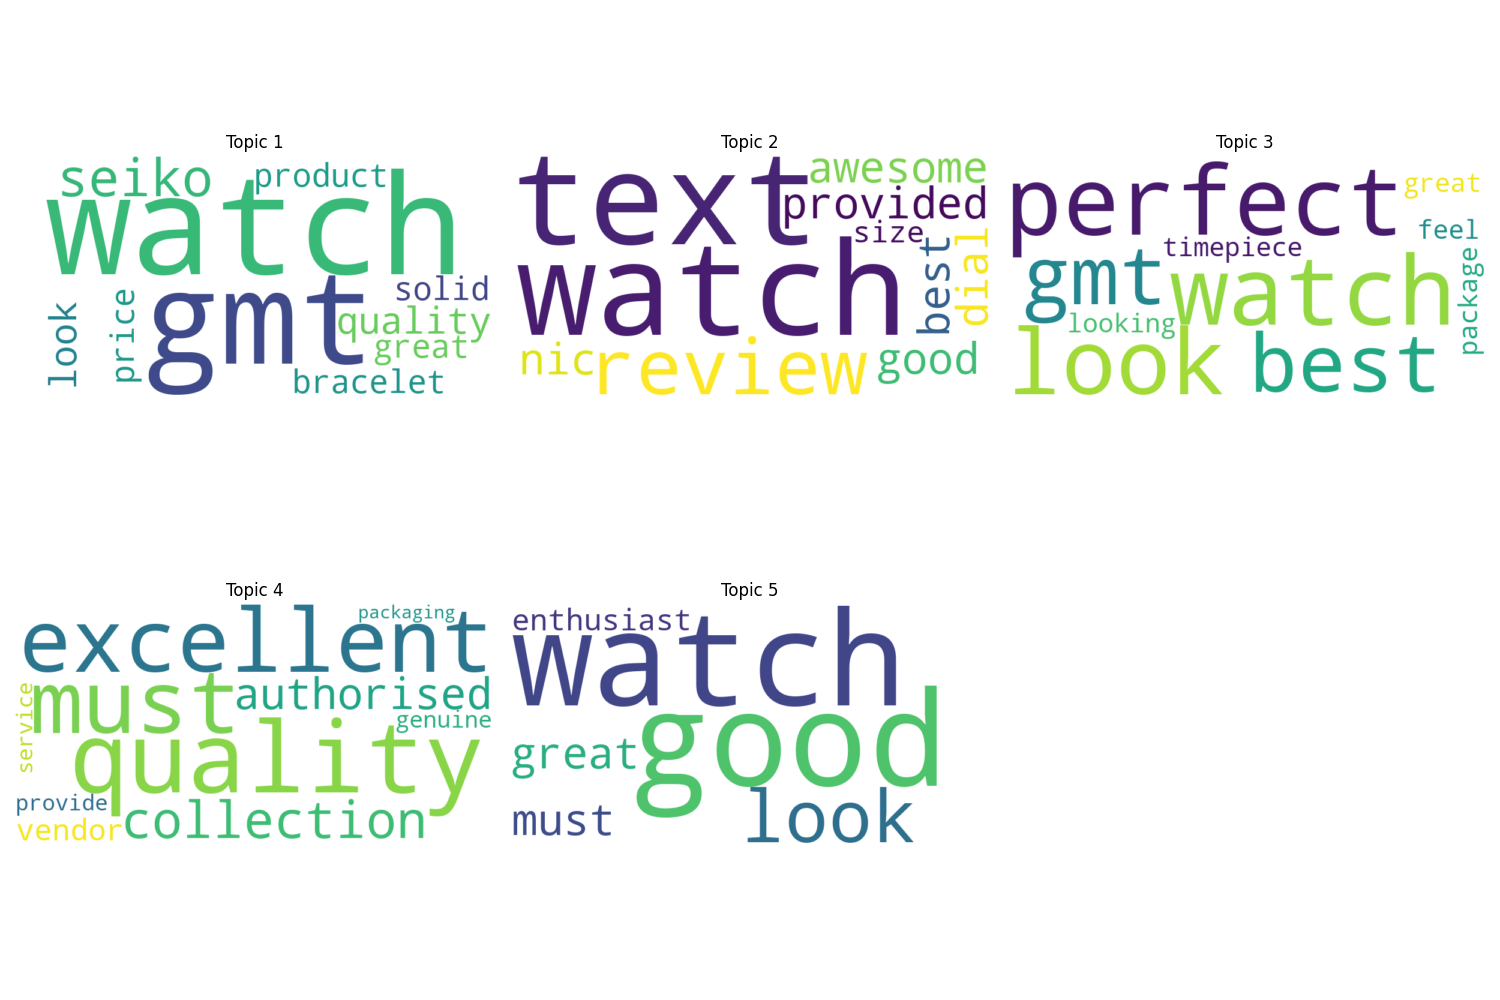 Topic 1
seiko
product
watch
solid
look
price
gmt
quality
great
bracelet
Topic 2
text
awesome
provided
size
watch
best
dial
nic
review
good
Topic 3
perfect
great
feel
timepiece
gmt
watch
package
looking
look
best
Topic 4
packaging
excellent
service
must
authorised
genuine
quality
provide
vendor
collection
Topic 5
enthusiast
watch
good
great
must
look